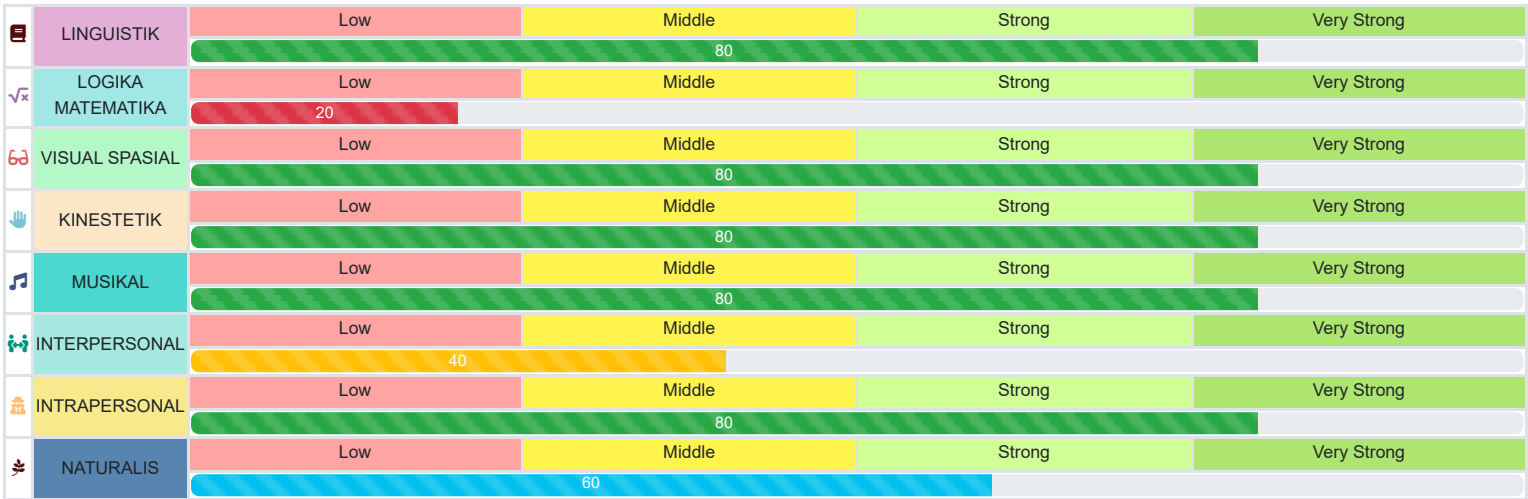 LINGUISTIK
Low Middle Strong Very Strong
80
LOGIKA
MATEMATIKA
Low Middle Strong Very Strong
20
VISUAL SPASIAL
Low Middle Strong Very Strong
80
KINESTETIK
Low Middle Strong Very Strong
80
MUSIKAL
Low Middle Strong Very Strong
80
INTERPERSONAL
Low Middle Strong Very Strong
40
INTRAPERSONAL
Low Middle Strong Very Strong
80
NATURALIS
Low Middle Strong Very Strong
60